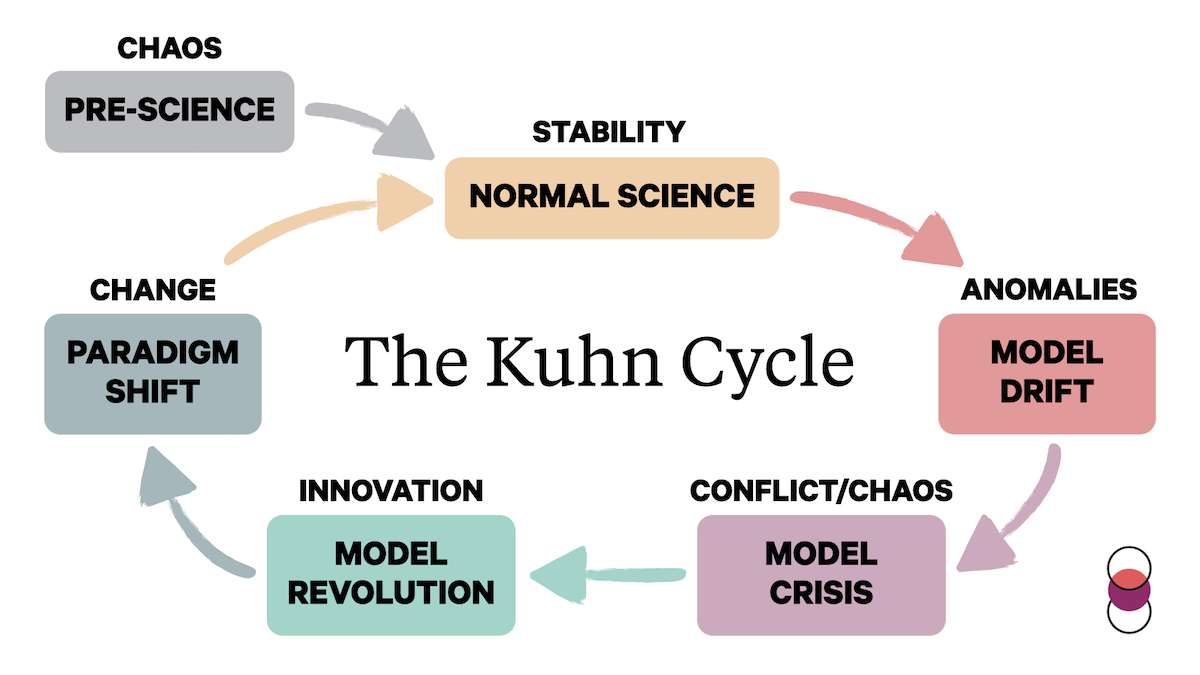 CHAOS
PRE-SCIENCE
STABILITY
NORMAL SCIENCE
ANOMALIES
MODEL
DRIFT
CONFLICT/CHAOS
MODEL
CRISIS
INNOVATION
MODEL
REVOLUTION
CHANGE
PARADIGM
SHIFT
The Kuhn Cycle